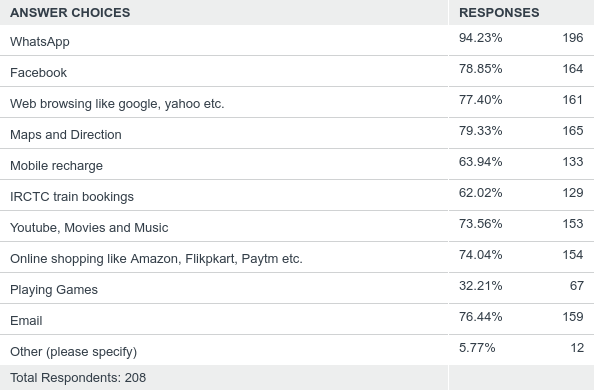 ANSWER CHOICES RESPONSES
WhatsApp 94.23% 196
Facebook 78.85% 164
Web browsing like google, yahoo etc. 77.40% 161
Maps and Direction 79.33% 165
Mobile recharge 63.94% 133
IRCTC train bookings 62.02% 129
Youtube, Movies and Music 73.56% 153
Online shopping like Amazon, Flikpkart, Paytm etc. 74.04% 154
Playing Games 32.21% 67
Email 76.44% 159
Other (please specify) 5.77% 12
Total Respondents: 208